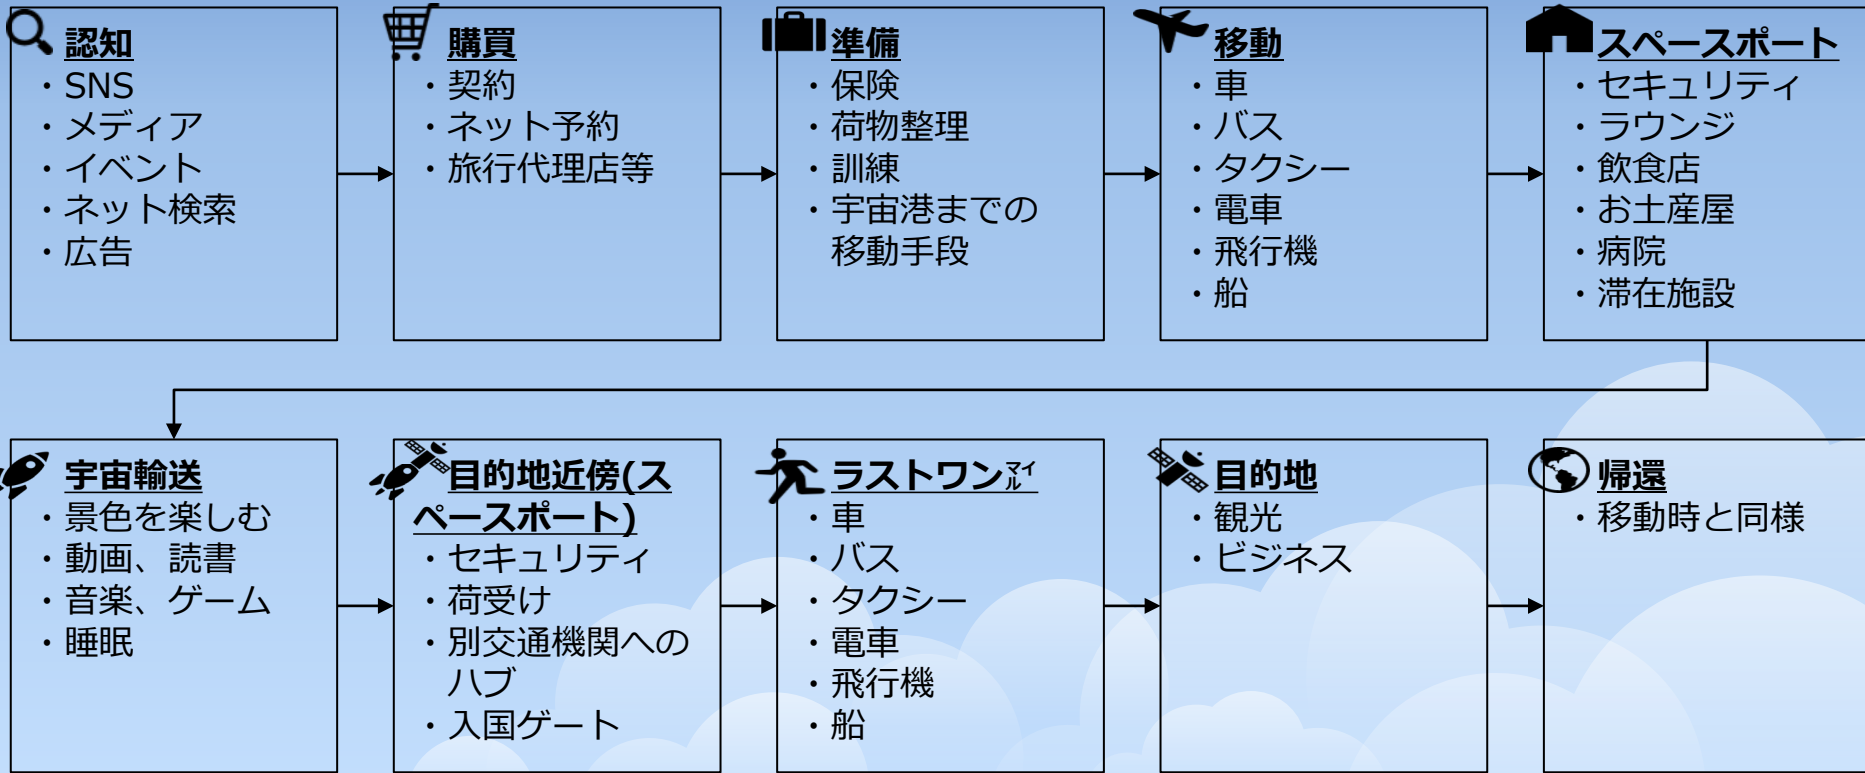 認知
・SNS
・メディア
・イベント
・ネット検索
・広告
購買
・契約
・ネット予約
・旅行代理店等
準備
・保険
・荷物整理
・訓練
・宇宙港までの
移動手段
移動
・車
・バス
・タクシー
・電車
・飛行機
・船
スペースポート
・セキュリティ
・ラウンジ
・飲食店
・お土産屋
・病院
・滞在施設
宇宙輸送
・景色を楽しむ
・動画、読書
・音楽、ゲーム
・睡眠
目的地近傍(ス
ペースポート)
・セキュリティ
・荷受け
・別交通機関への
ハブ
・入国ゲート
ラストワンマイル
・車
・バス
・タクシー
・電車
・飛行機
・船
目的地
・観光
・ビジネス
帰還
・移動時と同様